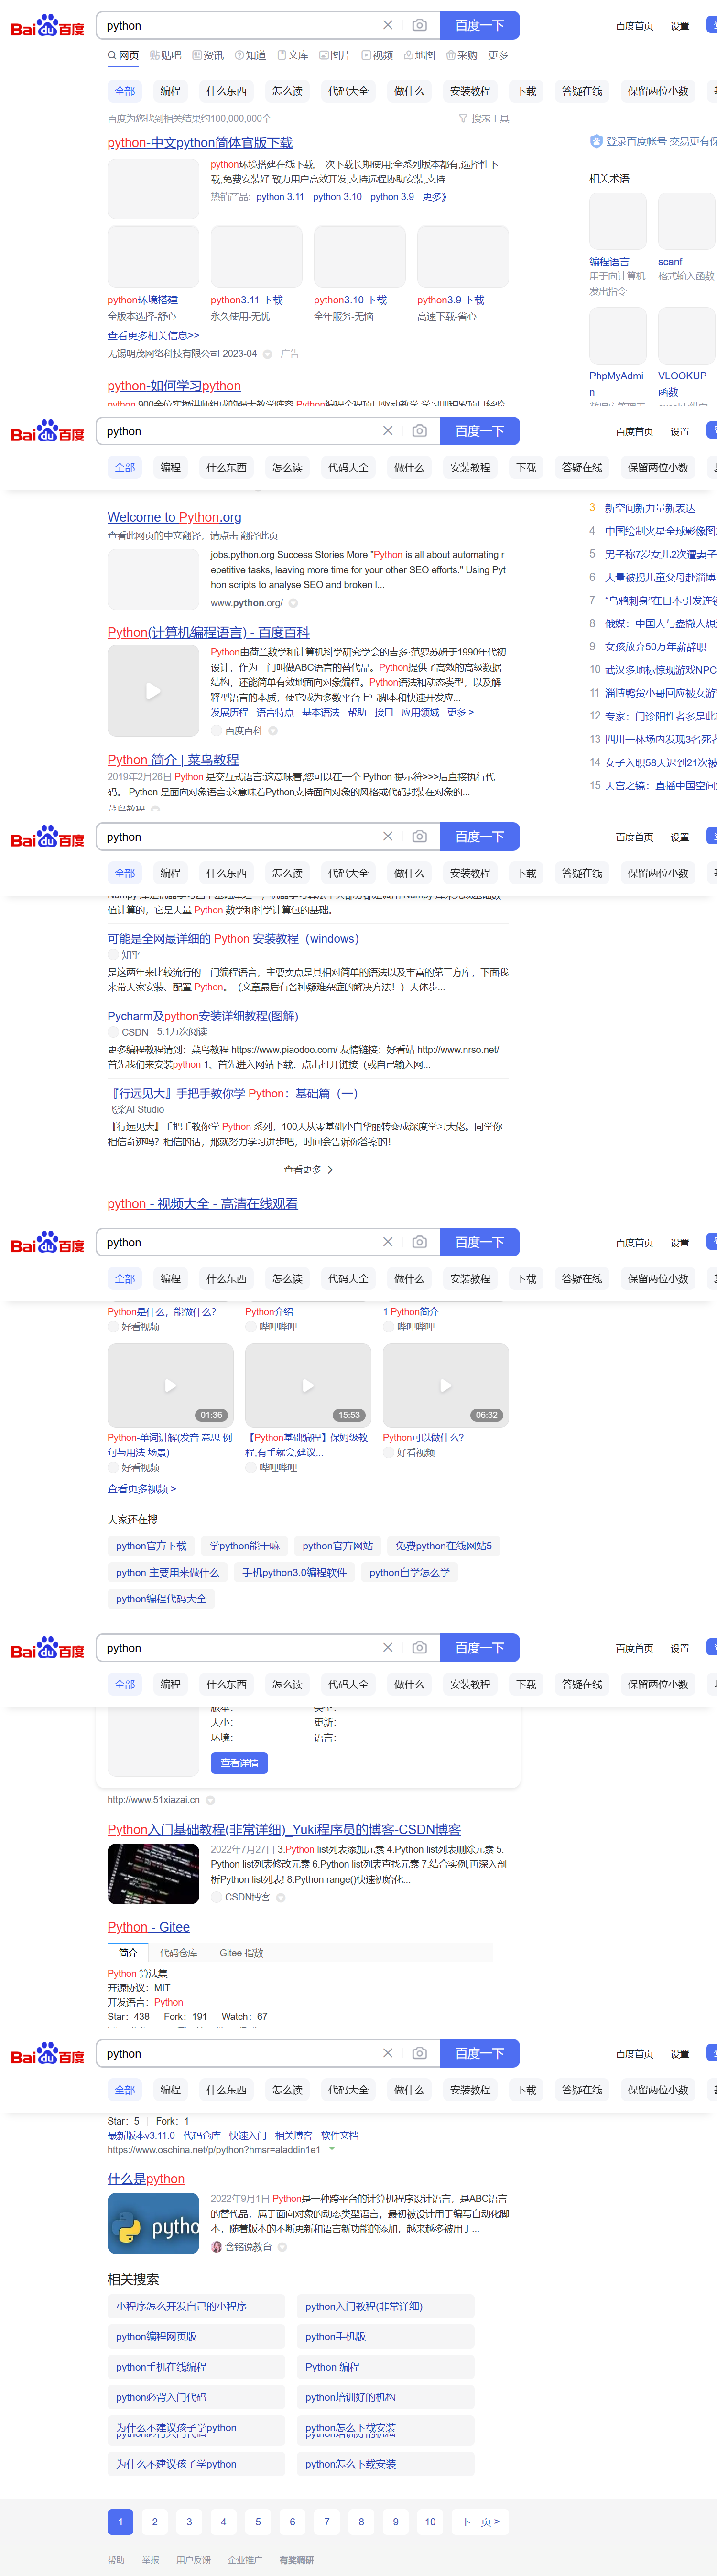 Bai du 百度
python
百度一下
百度首页 设置
网页 贴吧 资讯 知道 文库 图片 视频 地图 采购 更多
全部 编程 什么东西 怎么读 代码大全 做什么 安装教程 下载 答疑在线 保留两位小数
百度为您找到相关结果约100,000,000个 搜索工具
python-中文python简体官版下载
登录百度帐号 交易更有保
python环境搭建在线下载,一次下载长期使用;全系列版本都有,选择性下
载,免费安装好.致力用户高效开发,支持远程协助安装,支持..
热销产品: python 3.11 python 3.10 python 3.9 更多》
相关术语
python环境搭建 python3.11 下载 python3.10 下载 python3.9 下载
全版本选择-舒心 永久使用-无忧 全年服务-无恼 高速下载-省心
编程语言 scanf
用于向计算机 格式输入函数
发出指令
查看更多相关信息>>
无锡明茂网络科技有限公司 2023-04 广告
PhpMyAdmi VLOOKUP
n 函数
python-如何学习python
Bai du 百度
python
百度一下
百度首页 设置
全部 编程 什么东西 怎么读 代码大全 做什么 安装教程 下载 答疑在线 保留两位小数
Welcome to Python.org
查看此网页的中文翻译，请点击 翻译此页
jobs.python.org Success Stories More "Python is all about automating r
epetitive tasks, leaving more time for your other SEO efforts." Using Pyt
hon scripts to analyse SEO and broken l...
www.python.org/
Python(计算机编程语言) - 百度百科
Python由荷兰数学和计算机科学研究学会的吉多·范罗苏姆于1990年代初
设计，作为一门叫做ABC语言的替代品。Python提供了高效的高级数据
结构，还能简单有效地面向对象编程。Python语法和动态类型，以及解
释型语言的本质，使它成为多数平台上写脚本和快速开发应...
发展历程 语言特点 基本语法 帮助 接口 应用领域 更多 >
百度百科
Python 简介 | 菜鸟教程
2019年2月26日 Python 是交互式语言:这意味着,您可以在一个 Python 提示符>>>后直接执行代
码。 Python 是面向对象语言:这意味着Python支持面向对象的风格或代码封装在对象的...
菜鸟教程
3 新空间新力量新表达
4 中国绘制火星全球影像图
5 男子称7岁女儿2次遭妻子
6 大量被拐儿童父母赴淄博
7 “乌鸦刺身”在日本引发连锁
8 俄媒：中国人与盎撒人想法
9 女孩放弃50万年薪辞职
10 武汉多地标惊现游戏NPC
11 淄博鸭货小哥回应被女游客
12 专家：门诊阳性者多是此前
13 四川一林场内发现3名死者
14 女子入职58天迟到21次被
15 天宫之镜：直播中国空间站
Bai du 百度
python
百度一下
百度首页 设置
全部 编程 什么东西 怎么读 代码大全 做什么 安装教程 下载 答疑在线 保留两位小数
值计算的，它是大量 Python 数学和科学计算包的基础。
可能是全网最详细的 Python 安装教程（windows）
知乎
是这两年来比较流行的一门编程语言，主要卖点是其相对简单的语法以及丰富的第三方库，下面我
来带大家安装、配置 Python。（文章最后有各种疑难杂症的解决方法！）大体步...
Pycharm及python安装详细教程(图解)
CSDN 5.1万次阅读
更多编程教程请到：菜鸟教程 https://www.piaodoo.com/ 友情链接：好看站 http://www.nrso.net/
首先我们来安装python 1、首先进入网站下载：点击打开链接（或自己输入网...
『行远见大』手把手教你学 Python：基础篇（一）
飞桨AI Studio
『行远见大』手把手教你学 Python 系列，100天从零基础小白华丽转变成深度学习大佬。同学你
相信奇迹吗？相信的话，那就努力学习进步吧，时间会告诉你答案的！
查看更多
python - 视频大全 - 高清在线观看
Bai du 百度
python
百度一下
百度首页 设置
全部 编程 什么东西 怎么读 代码大全 做什么 安装教程 下载 答疑在线 保留两位小数
Python是什么，能做什么？ Python介绍 1 Python简介
好看视频 哔哩哔哩 哔哩哔哩
01:36 15:53 06:32
Python-单词讲解(发音 意思 例 【Python基础编程】保姆级教 Python可以做什么?
句与用法 场景) 程,有手就会,建议... 好看视频
好看视频 哔哩哔哩
查看更多视频 >
大家还在搜
python官方下载 学python能干嘛 python官方网站 免费python在线网站5
python 主要用来做什么 手机python3.0编程软件 python自学怎么学
python编程代码大全
Bai du 百度
python
百度一下
百度首页 设置
全部 编程 什么东西 怎么读 代码大全 做什么 安装教程 下载 答疑在线 保留两位小数
版本： 类型：
大小： 更新：
环境： 语言：
查看详情
http://www.51xiazai.cn
Python入门基础教程(非常详细)_Yuki程序员的博客-CSDN博客
2022年7月27日 3.Python list列表添加元素 4.Python list列表删除元素 5.
Python list列表修改元素 6.Python list列表查找元素 7.结合实例,再深入剖
析Python list列表! 8.Python range()快速初始化...
CSDN博客
Python - Gitee
简介 代码仓库 Gitee 指数
Python 算法集
开源协议：MIT
开发语言：Python
Star：438 Fork：191 Watch：67
Bai du 百度
python
百度一下
百度首页 设置
全部 编程 什么东西 怎么读 代码大全 做什么 安装教程 下载 答疑在线 保留两位小数
Star：5 Fork：1
最新版本v3.11.0 代码仓库 快速入门 相关博客 软件文档
https://www.oschina.net/p/python?hmsr=aladdin1e1
什么是python
2022年9月1日 Python是一种跨平台的计算机程序设计语言，是ABC语言
的替代品，属于面向对象的动态类型语言，最初被设计用于编写自动化脚
本，随着版本的不断更新和语言新功能的添加，越来越多被用于...
pytho
含铭说教育
相关搜索
小程序怎么开发自己的小程序 python入门教程(非常详细)
python编程网页版 python手机版
python手机在线编程 Python 编程
python必背入门代码 python培训好的机构
为什么不建议孩子学python python怎么下载安装
为什么不建议孩子学python python怎么下载安装
1 2 3 4 5 6 7 8 9 10 下一页 >
帮助 举报 用户反馈 企业推广 有奖调研